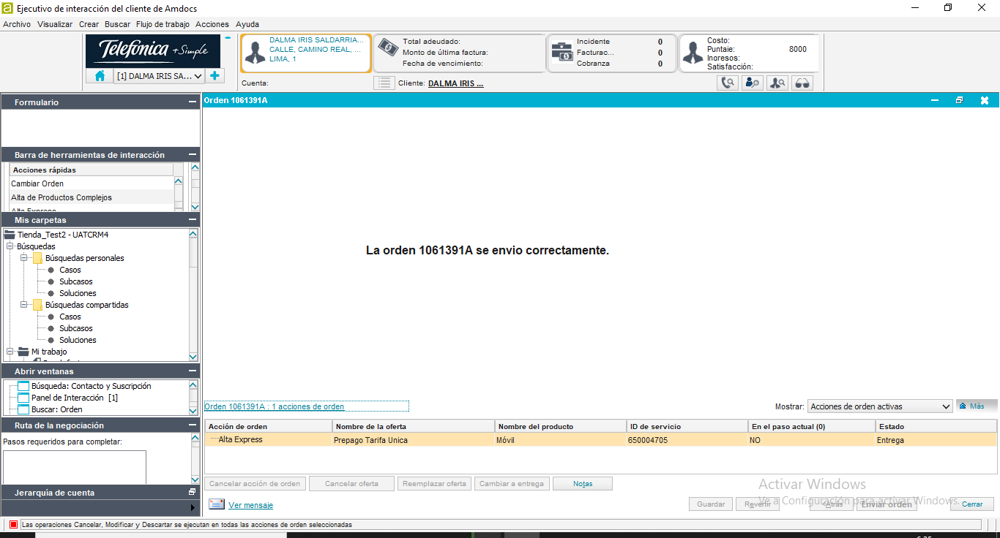 Ejecutivo de interacción del cliente de Amdocs
Archivo Visualizar Crear Buscar Flujo de trabajo Acciones Ayuda
Telefónica +Simple
[1] DALMA IRIS SA...
DALMA IRIS SALDARRIA...
CALLE, CAMINO REAL, ...
LIMA, 1
Total adeudado:
Monto de última factura:
Fecha de vencimiento:
Incidente 0
Facturac... 0
Cobranza 0
Costo:
Puntaie: 8000
Ingresos:
Satisfacción:
Cuenta:
Cliente: DALMA IRIS ...
Formulario
Barra de herramientas de interacción
Acciones rápidas
Cambiar Orden
Alta de Productos Complejos
Alta Express
Mis carpetas
Tienda_Test2 - UATCRM4
Búsquedas
Búsquedas personales
Casos
Subcasos
Soluciones
Búsquedas compartidas
Casos
Subcasos
Soluciones
Mi trabajo
Abrir ventanas
Búsqueda: Contacto y Suscripción
Panel de Interacción [1]
Buscar: Orden
Ruta de la negociación
Pasos requeridos para completar:
Jerarquía de cuenta
Orden 1061391A
La orden 1061391A se envio correctamente.
Orden 1061391A : 1 acciones de orden
Mostrar: Acciones de orden activas Más
Acción de orden Nombre de la oferta Nombre del producto ID de servicio En el paso actual (0) Estado
Alta Express Prepago Tarifa Unica Móvil 650004705 NO Entrega
Cancelar acción de orden Cancelar oferta Reemplazar oferta Cambiar a entrega Notas
Activar Windows
Ve a Configuración para activar Windows.
Ver mensaje
Guardar Revertir <Atrás Enviar orden Cerrar
Las operaciones Cancelar, Modificar y Descartar se ejecutan en todas las acciones de orden seleccionadas